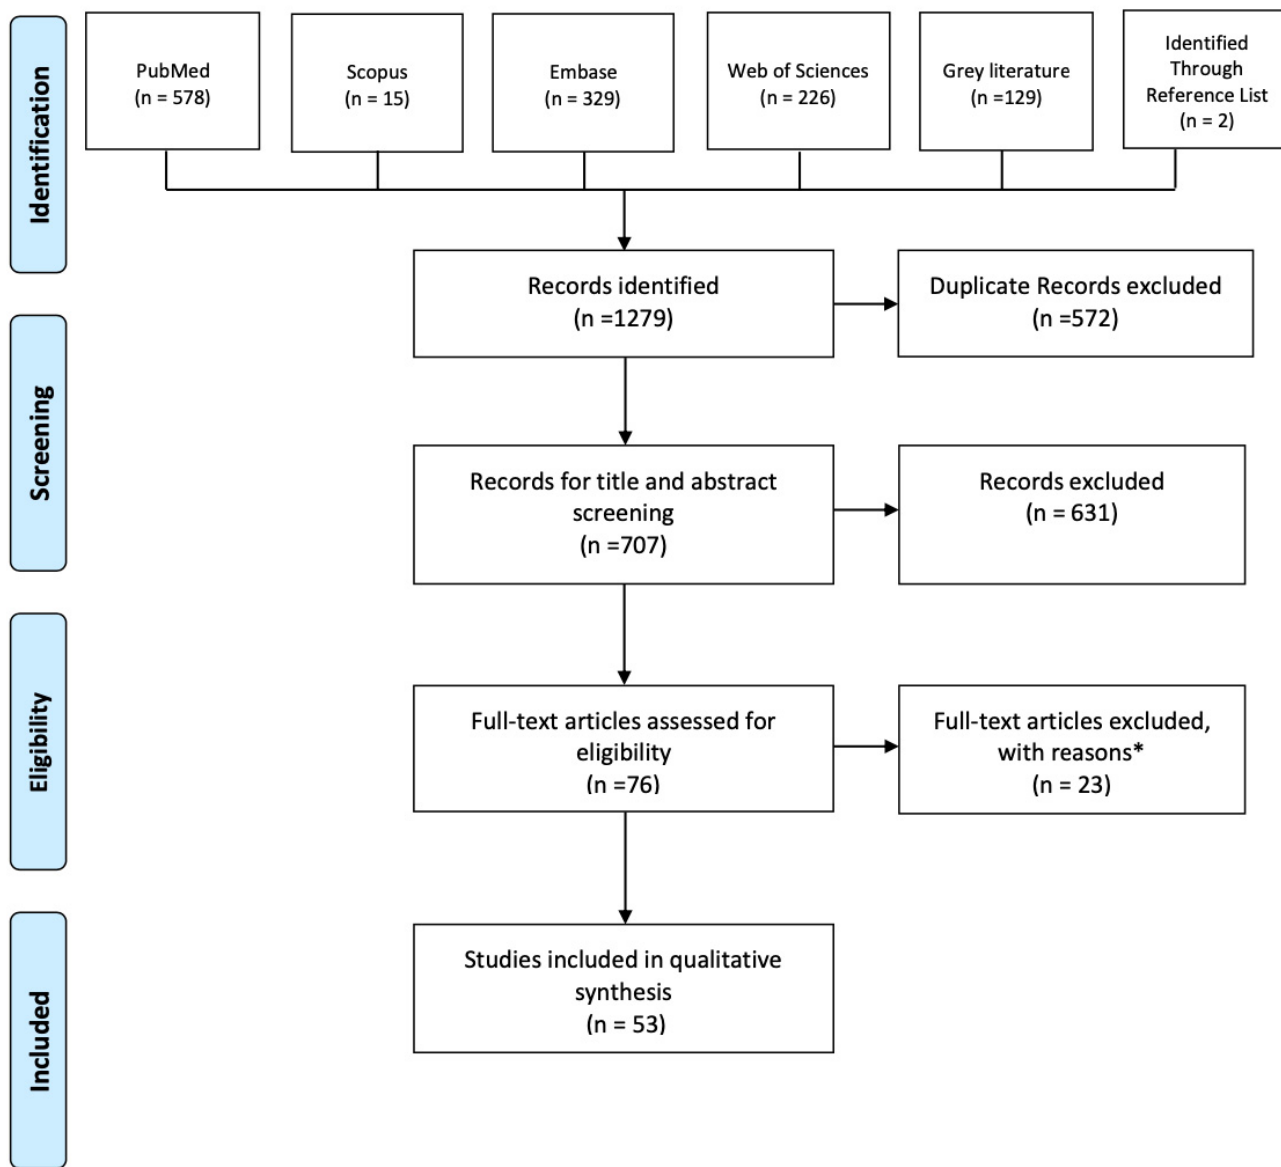 Identification
PubMed
(n = 578)
Scopus
(n = 15)
Embase
(n = 329)
Web of Sciences
(n = 226)
Grey literature
(n =129)
Identified
Through
Reference List
(n = 2)
Records identified
(n =1279)
Duplicate Records excluded
(n =572)
Screening
Records for title and abstract
screening
(n =707)
Records excluded
(n = 631)
Eligibility
Full-text articles assessed for
eligibility
(n =76)
Full-text articles excluded,
with reasons*
(n = 23)
Included
Studies included in qualitative
synthesis
(n = 53)